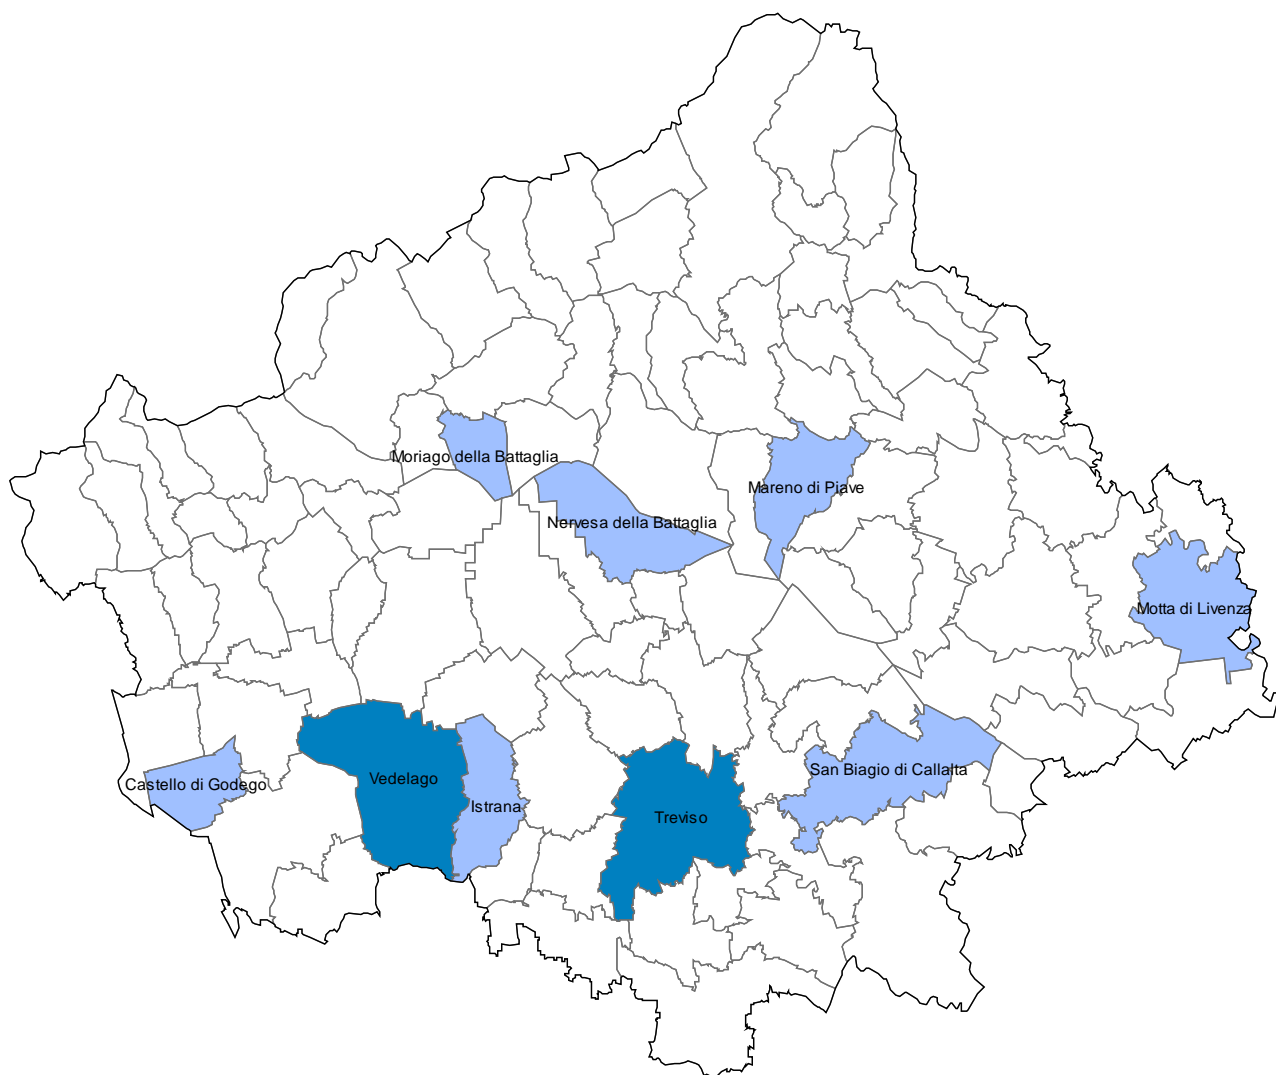 Moriago della Battaglia
Mareno di Piave
Nervesa della Battaglia
Motta di Livenza
San Biagio di Callalta
Vedelago
Castello di Godego
Istrana
Treviso